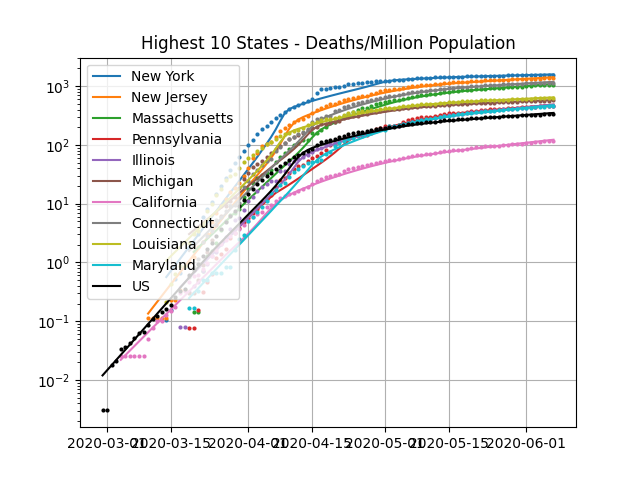 Highest 10 States - Deaths/Million Population
10³
10²
10¹
10⁰
10⁻¹
10⁻²
New York
New Jersey
Massachusetts
Pennsylvania
Illinois
Michigan
California
Connecticut
Louisiana
Maryland
US
2020-03-01 2020-03-15 2020-04-01 2020-04-15 2020-05-01 2020-05-15 2020-06-01